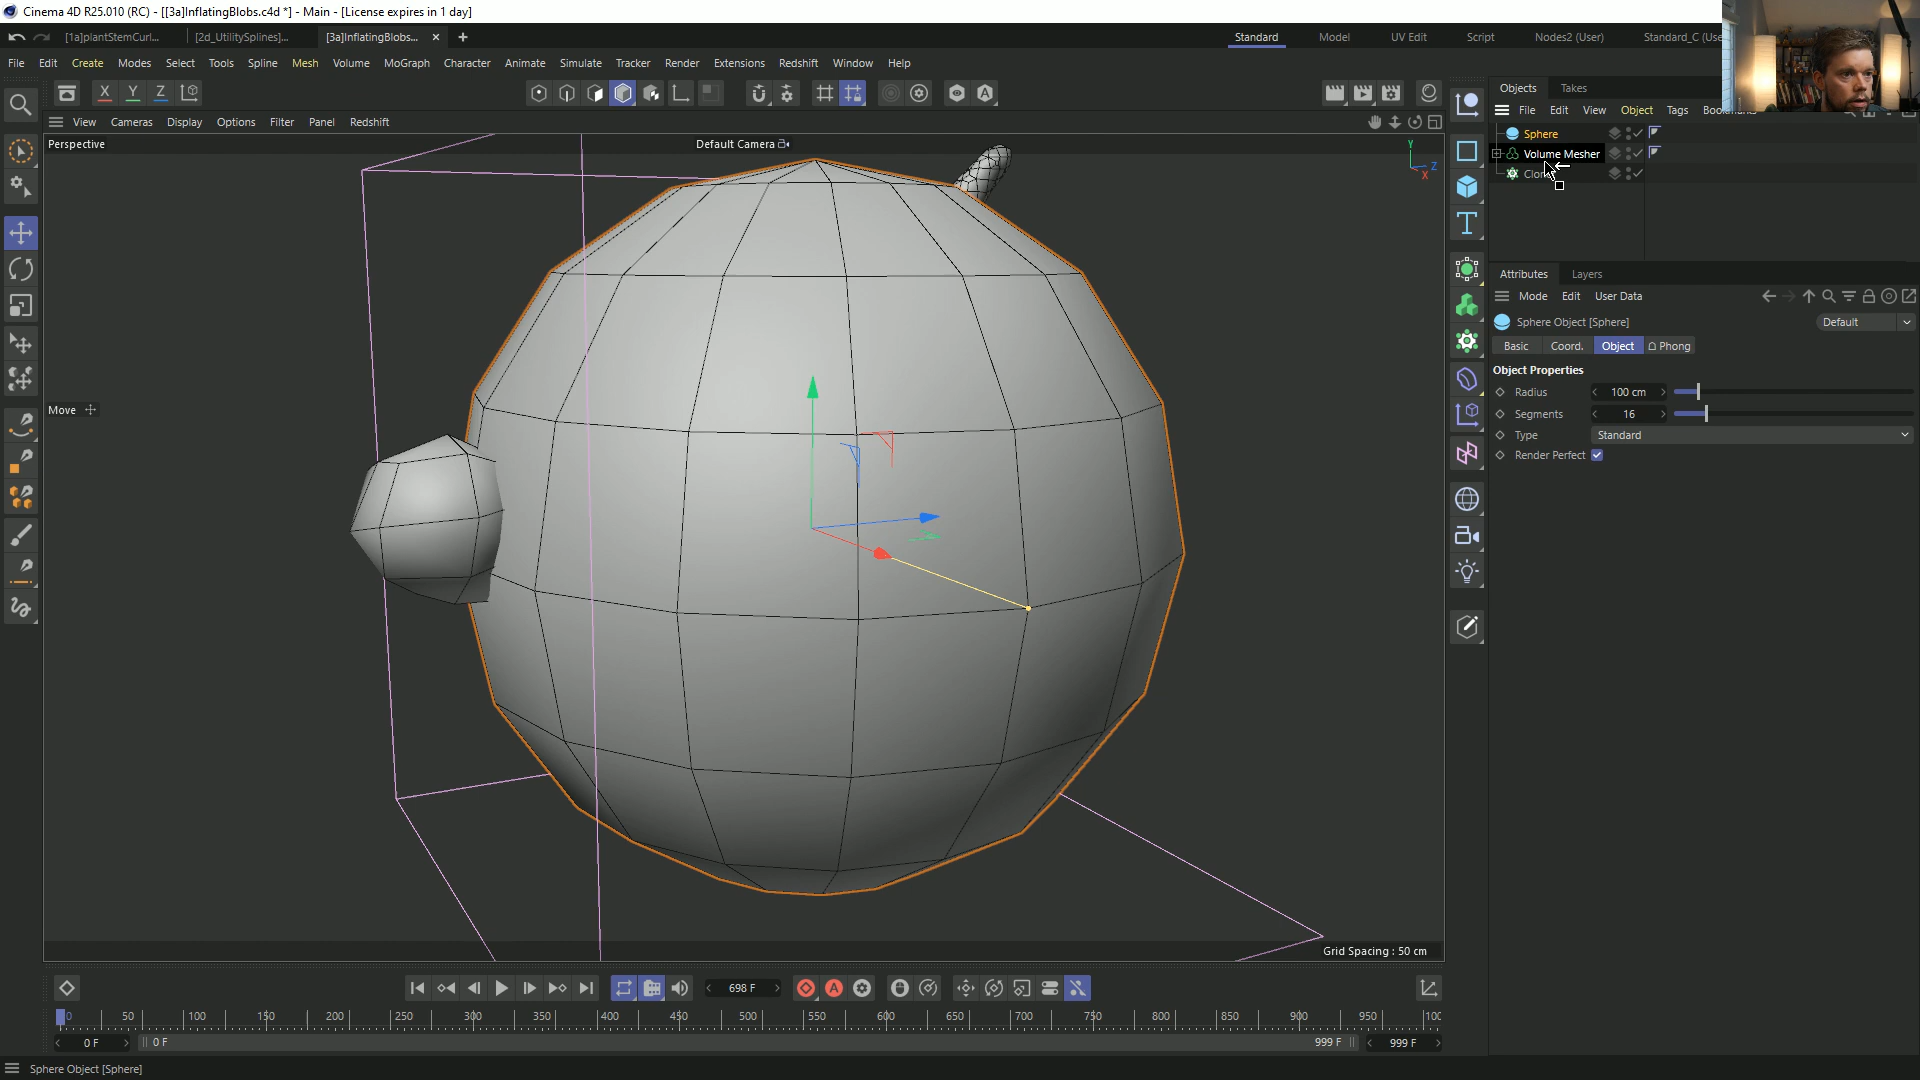 Cinema 4D R25.010 (RC) - [[3a]InflatingBlobs.c4d *] - Main - [License expires in 1 day]
[1a]plantStemCurl... [2d_UtilitySplines]... [3a]InflatingBlobs... Standard Model UV Edit Script Nodes2 (User) Standard_C (Use
File Edit Create Modes Select Tools Spline Mesh Volume MoGraph Character Animate Simulate Tracker Render Extensions Redshift Window Help
X Y Z
Objects Takes
View Cameras Display Options Filter Panel Redshift
File Edit View Object Tags
Perspective
Default Camera
Y
Z
X
Sphere
Volume Mesher
Attributes Layers
Mode Edit User Data
Sphere Object [Sphere]
Default
Basic Coord. Object Phong
Object Properties
Radius 100 cm
Segments 16
Type Standard
Render Perfect
Move
Grid Spacing : 50 cm
698 F
0 50 100 150 200 250 300 350 400 450 500 550 600 650 700 750 800 850 900 950 100
0 F 0 F 999 F 999 F
Sphere Object [Sphere]